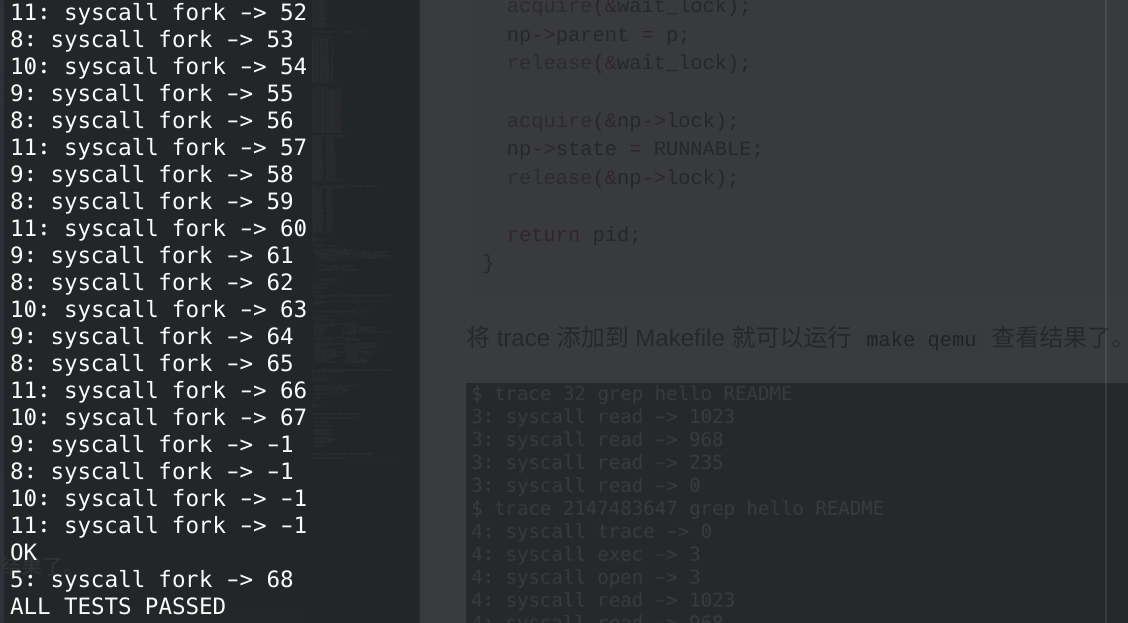 11: syscall fork -> 52
8: syscall fork -> 53
10: syscall fork -> 54
9: syscall fork -> 55
8: syscall fork -> 56
11: syscall fork -> 57
9: syscall fork -> 58
8: syscall fork -> 59
11: syscall fork -> 60
9: syscall fork -> 61
8: syscall fork -> 62
10: syscall fork -> 63
9: syscall fork -> 64
8: syscall fork -> 65
11: syscall fork -> 66
10: syscall fork -> 67
9: syscall fork -> -1
8: syscall fork -> -1
10: syscall fork -> -1
11: syscall fork -> -1
OK
5: syscall fork -> 68
ALL TESTS PASSED
acquire(&wait_lock);
np->parent = p;
release(&wait_lock);
acquire(&np->lock);
np->state = RUNNABLE;
release(&np->lock);
return pid;
}
将 trace 添加到 Makefile 就可以运行 make qemu 查看结果了。
$ trace 32 grep hello README
3: syscall read -> 1023
3: syscall read -> 968
3: syscall read -> 235
3: syscall read -> 0
$ trace 2147483647 grep hello README
4: syscall trace -> 0
4: syscall exec -> 3
4: syscall open -> 3
4: syscall read -> 1023
4: syscall read -> 968